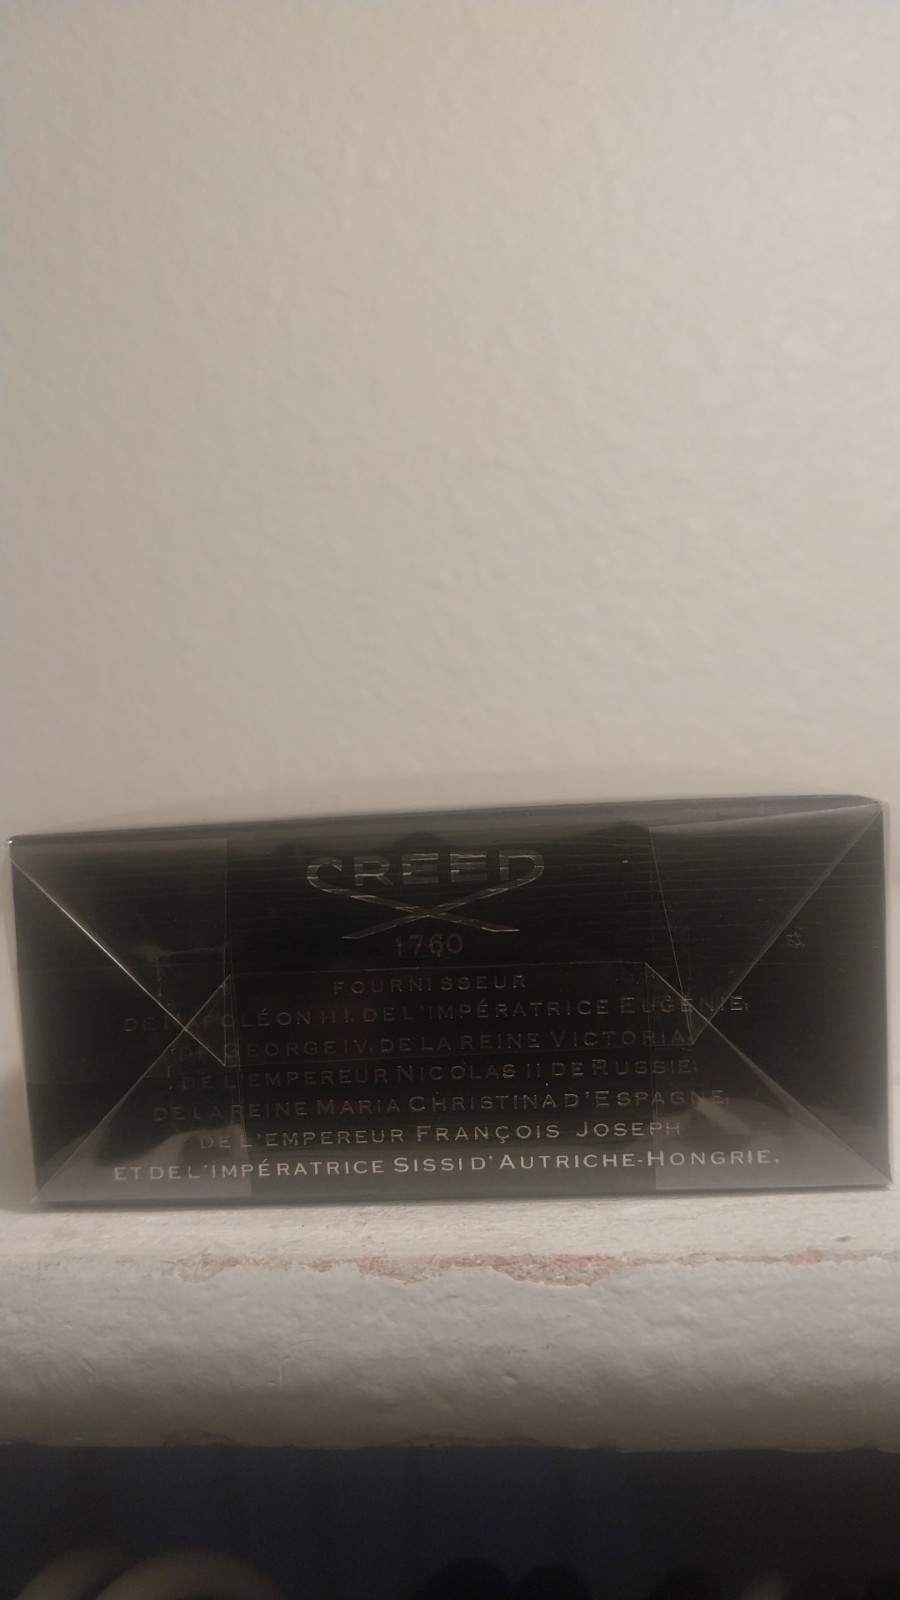 CREED
1760
FOURNISSEUR
DE NAPOLÉON III, DE L'IMPÉRATRICE EUGÉNIE,
DE GEORGE IV, DE LA REINE VICTORIA,
DE L'EMPEREUR NICOLAS II DE RUSSIE,
DE LA REINE MARIA CHRISTINA D'ESPAGNE,
DE L'EMPEREUR FRANÇOIS JOSEPH
ET DE L'IMPÉRATRICE SISSI D'AUTRICHE-HONGRIE.